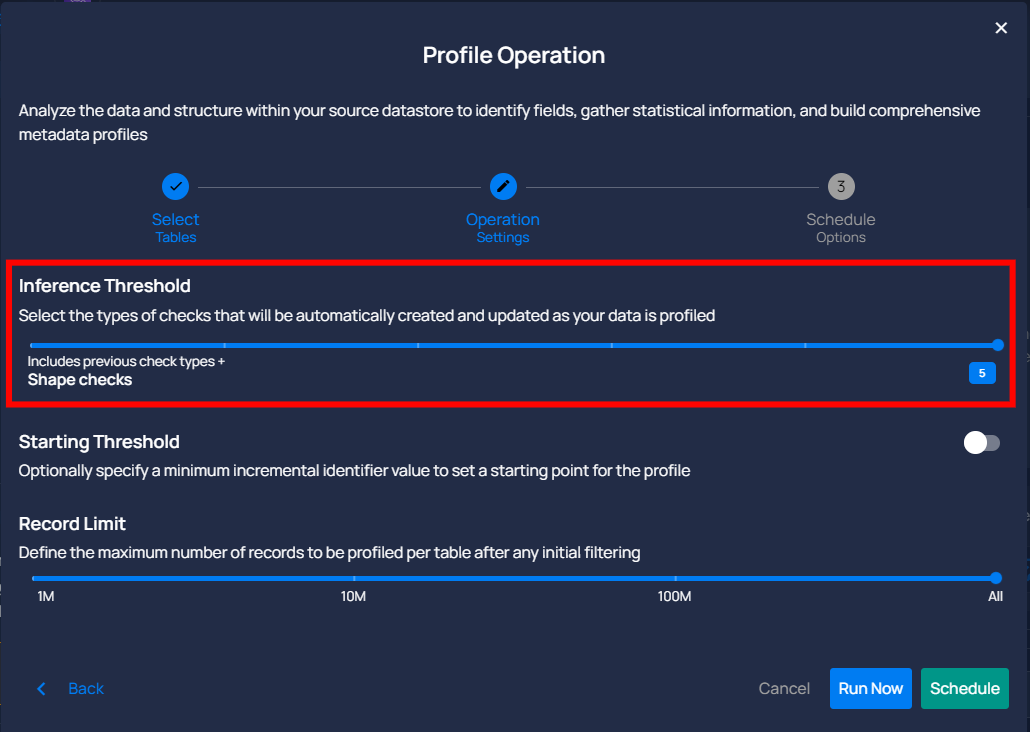 Profile Operation
Analyze the data and structure within your source datastore to identify fields, gather statistical information, and build comprehensive
metadata profiles
3
Select
Tables
Operation
Settings
Schedule
Options
Inference Threshold
Select the types of checks that will be automatically created and updated as your data is profiled
Includes previous check types +
Shape checks
5
Starting Threshold
Optionally specify a minimum incremental identifier value to set a starting point for the profile
Record Limit
Define the maximum number of records to be profiled per table after any initial filtering
1M 10M 100M All
Back
Cancel
Run Now
Schedule